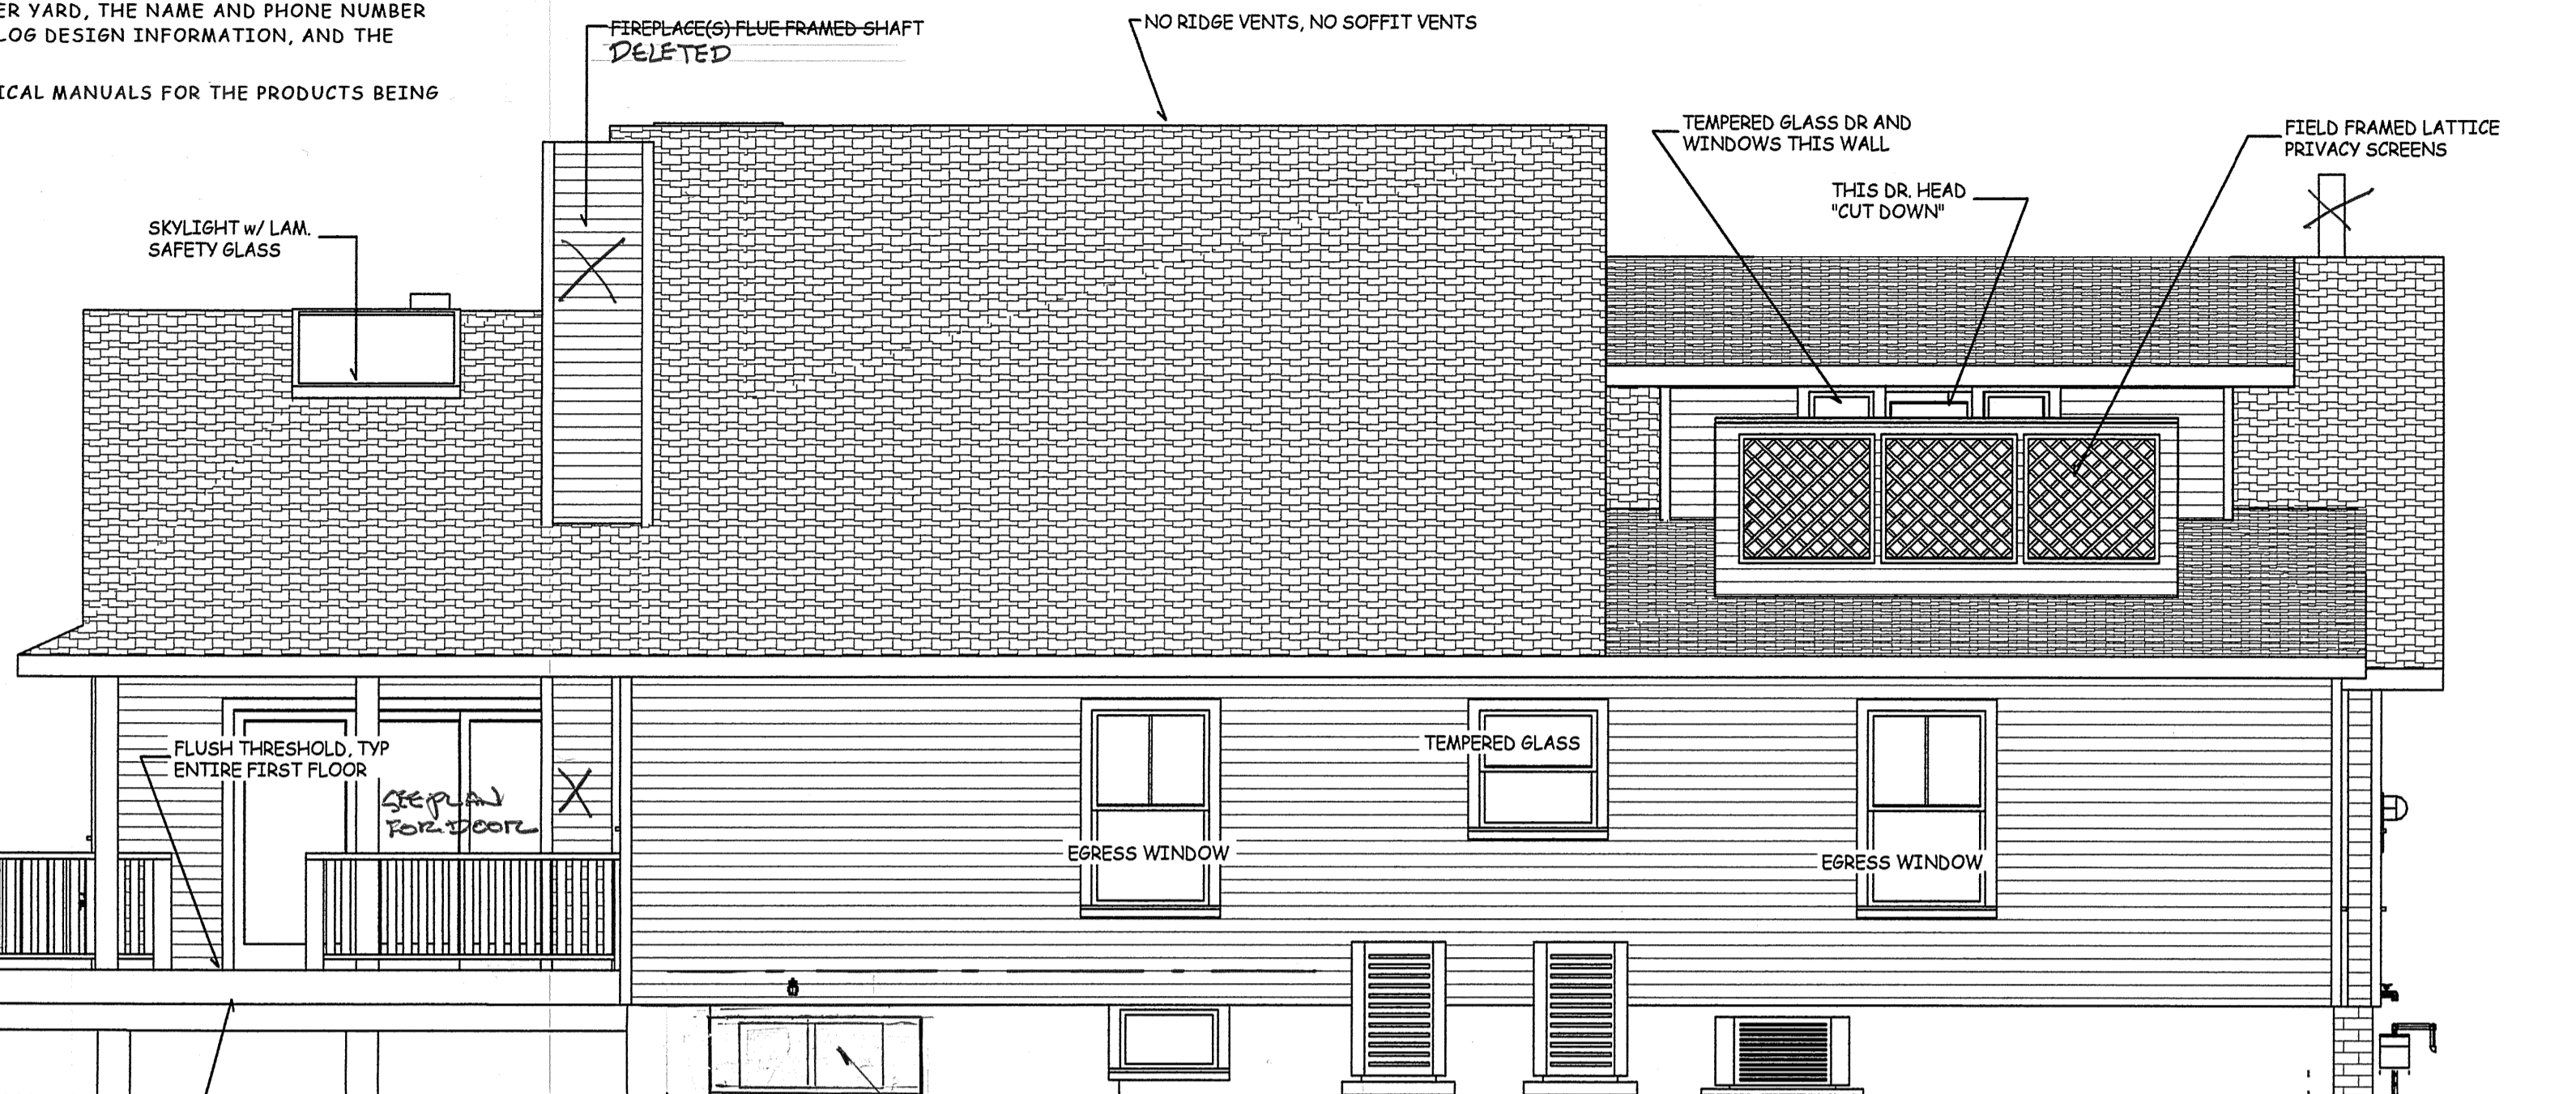 ER YARD, THE NAME AND PHONE NUMBER
LOG DESIGN INFORMATION, AND THE
ICAL MANUALS FOR THE PRODUCTS BEING
FIREPLACE(S) FLUE FRAMED SHAFT
DELETED
NO RIDGE VENTS, NO SOFFIT VENTS
TEMPERED GLASS DR AND
WINDOWS THIS WALL
FIELD FRAMED LATTICE
PRIVACY SCREENS
THIS DR. HEAD
"CUT DOWN"
SKYLIGHT w/ LAM.
SAFETY GLASS
FLUSH THRESHOLD, TYP
ENTIRE FIRST FLOOR
SEE PLAN
FOR DOOR
TEMPERED GLASS
EGRESS WINDOW
EGRESS WINDOW